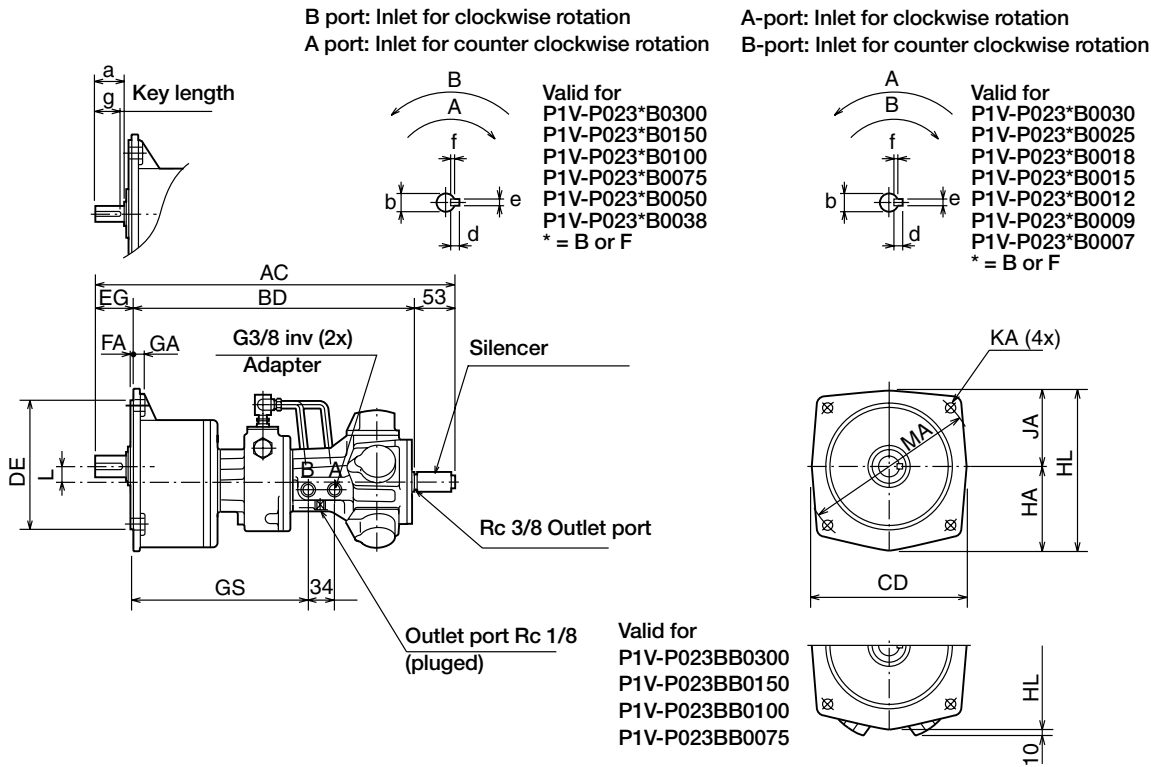 B port: Inlet for clockwise rotation
A port: Inlet for counter clockwise rotation
A-port: Inlet for clockwise rotation
B-port: Inlet for counter clockwise rotation
a
g
Key length
B
A
f
b
e
d
Valid for
P1V-P023*B0300
P1V-P023*B0150
P1V-P023*B0100
P1V-P023*B0075
P1V-P023*B0050
P1V-P023*B0038
* = B or F
A
B
f
b
e
d
Valid for
P1V-P023*B0030
P1V-P023*B0025
P1V-P023*B0018
P1V-P023*B0015
P1V-P023*B0012
P1V-P023*B0009
P1V-P023*B0007
* = B or F
AC
EG
BD
53
FA
GA
G3/8 inv (2x)
Adapter
Silencer
DE
L
B
A
Rc 3/8 Outlet port
GS
34
Outlet port Rc 1/8
(pluged)
KA (4x)
MA
JA
HA
HL
CD
Valid for
P1V-P023BB0300
P1V-P023BB0150
P1V-P023BB0100
P1V-P023BB0075
HL
10